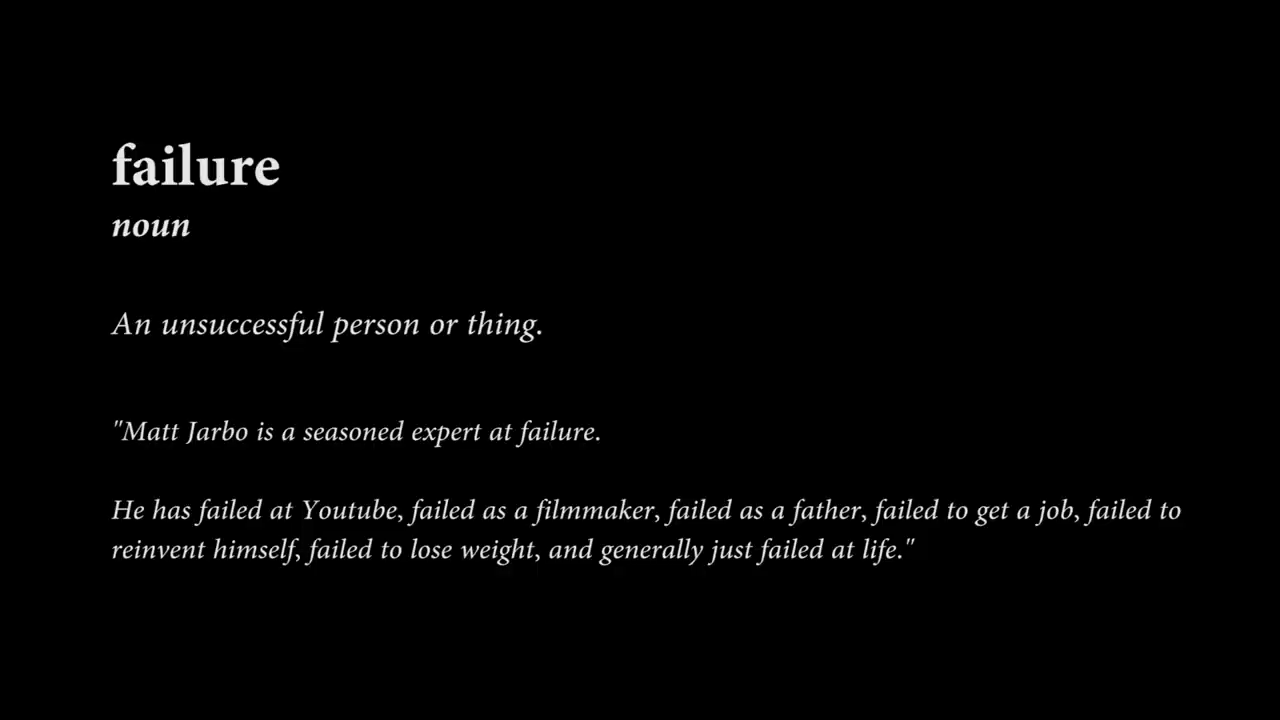 failure
noun
An unsuccessful person or thing.
"Matt Jarbo is a seasoned expert at failure.
He has failed at Youtube, failed as a filmmaker, failed as a father, failed to get a job, failed to
reinvent himself, failed to lose weight, and generally just failed at life."